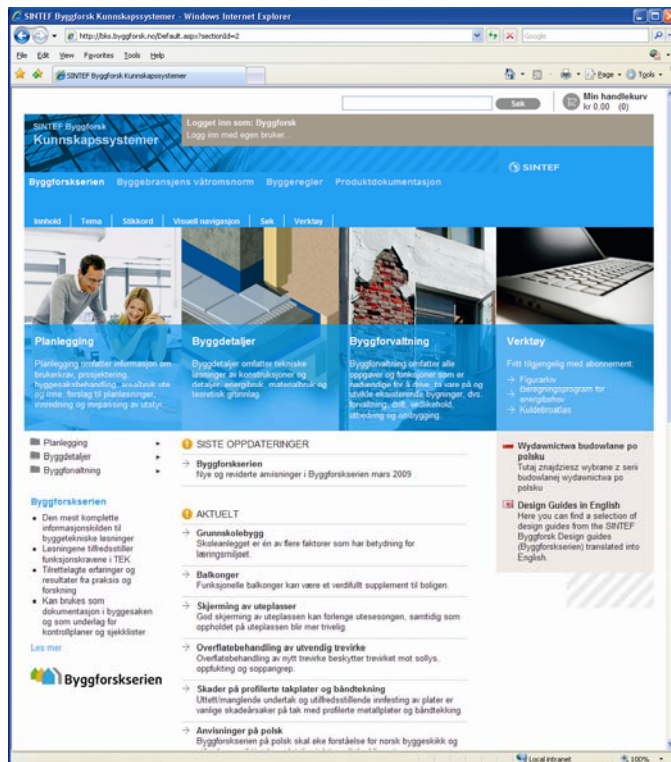 SINTEF Byggforsk Kunnskapssystemer - Windows Internet Explorer
http://bks.byggforsk.no/Default.aspx?sectionId=2
Google
File Edit View Favorites Tools Help
SINTEF Byggforsk Kunnskapssystemer
Page Tools
Søk
Min handlekurv
kr 0,00 (0)
SINTEF Byggforsk
Kunnskapssystemer
Logget inn som: Byggforsk
Logg inn med egen bruker...
SINTEF
Byggforskserien Byggebransjens våtromsnorm Byggeregler Produktdokumentasjon
Innhold Tema Stikkord Visuell navigasjon Søk Verktøy
Planlegging
Planlegging omfatter informasjon om
brukerkrav, prosjektering,
byggesaksbehandling, arealbruk ute
og inne: forslag til planløsninger,
innredning og innpassing av utstyr.
Byggdetaljer
Byggdetaljer omfatter tekniske
løsninger av konstruksjoner og
detaljer, energibruk, materialbruk og
teoretisk grunnlag.
Byggforvaltning
Byggforvaltning omfatter alle
oppgaver og funksjoner som er
nødvendige for å drive, ta vare på og
utvikle eksisterende bygninger, dvs.
forvaltning, drift, vedlikehold,
utbedring og ombygging.
Verktøy
Fritt tilgjengelig med abonnement:
Figurarkiv
Beregningsprogram for
energibehov
Kuldebroatlas
Planlegging
Byggdetaljer
Byggforvaltning
Byggforskserien
Den mest komplette
informasjonskilden til
byggetekniske løsninger
Løsningene tilfredsstiller
funksjonskravene i TEK
Tilrettelagte erfaringer og
resultater fra praksis og
forskning
Kan brukes som
dokumentasjon i byggesaken
og som underlag for
kontrollplaner og sjekklister
Les mer
Byggforskserien
SISTE OPPDATERINGER
Byggforskserien
Nye og reviderte anvisninger i Byggforskserien mars 2009
AKTUELT
Grunnskolebygg
Skoleanlegget er én av flere faktorer som har betydning for
læringsmiljøet.
Balkonger
Funksjonelle balkonger kan være et verdifullt supplement til boligen.
Skjerming av uteplasser
God skjerming av uteplassen kan forlenge utesesongen, samtidig som
oppholdet på uteplassen blir mer trivelig.
Overflatebehandling av utvendig trevirke
Overflatebehandling av nytt trevirke beskytter trevirket mot sollys,
oppfukting og soppangrep.
Skader på profilerte takplater og båndtekning
Utett/manglende undertak og utilfredsstillende innfesting av plater er
vanlige skadeårsaker på tak med profilerte metallplater og båndtekking
Anvisninger på polsk
Byggforskserien på polsk skal øke forståelse for norsk byggeskikk og
Wydawnictwa budowlane po
polsku
Tutaj znajdziesz wybrane z serii
budowlanej wydawnictwa po
polsku
Design Guides in English
Here you can find a selection of
design guides from the SINTEF
Byggforsk Design guides
(Byggforskserien) translated into
English.
Local intranet
100%